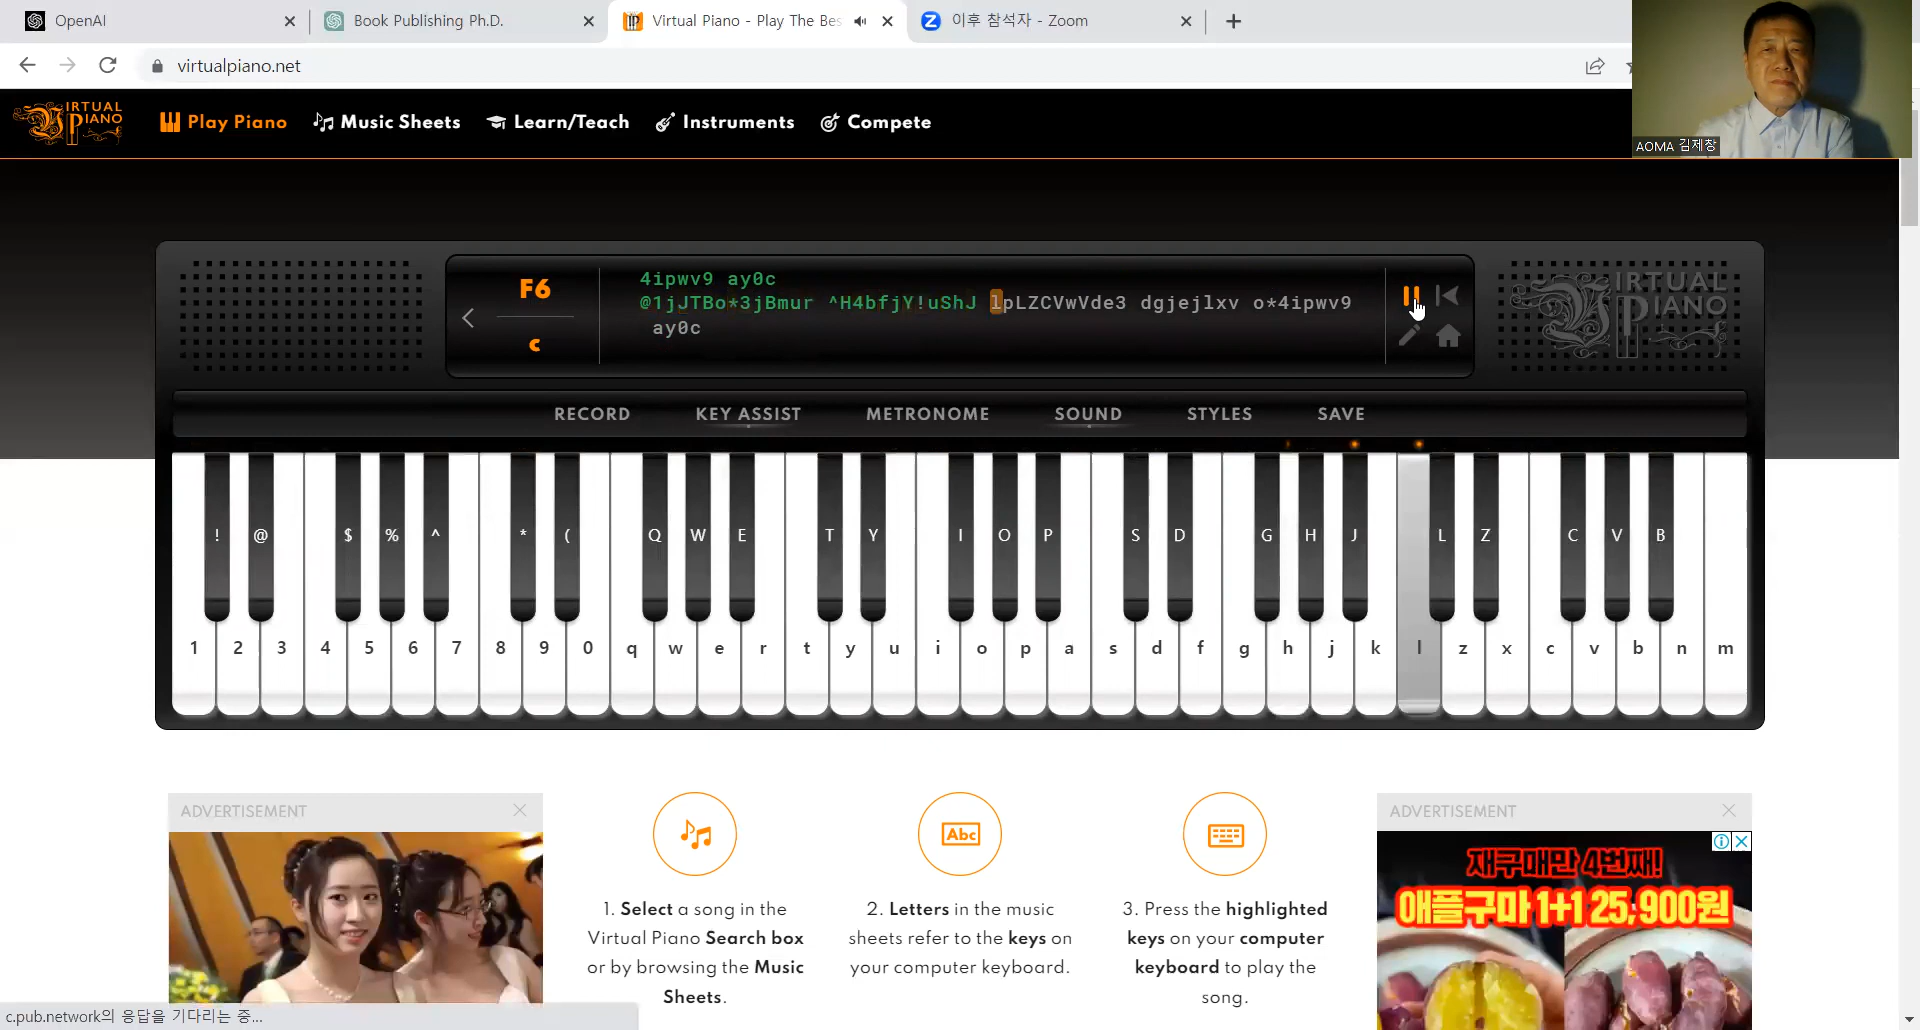 OpenAI
Book Publishing Ph.D.
Virtual Piano - Play The Bes
이후 참석자 - Zoom
virtualpiano.net
AOMA 김제창
VIRTUAL PIANO
Play Piano
Music Sheets
Learn/Teach
Instruments
Compete
F6
c
4ipwv9 ay0c
@1jJTBo*3jBmur ^H4bfjY!uShJ lpLZCVwVde3 dgjejlxv o*4ipwv9
ay0c
VIRTUAL PIANO
RECORD
KEY ASSIST
METRONOME
SOUND
STYLES
SAVE
! @ $ % ^ * ( Q W E T Y I O P S D G H J L Z C V B
1 2 3 4 5 6 7 8 9 0 q w e r t y u i o p a s d f g h j k l z x c v b n m
ADVERTISEMENT
Abc
1. Select a song in the
Virtual Piano Search box
or by browsing the Music
Sheets.
2. Letters in the music
sheets refer to the keys on
your computer keyboard.
3. Press the highlighted
keys on your computer
keyboard to play the
song.
ADVERTISEMENT
재구매만 4번째!
애플구마 1+1 25,900원
c.pub.network의 응답을 기다리는 중...